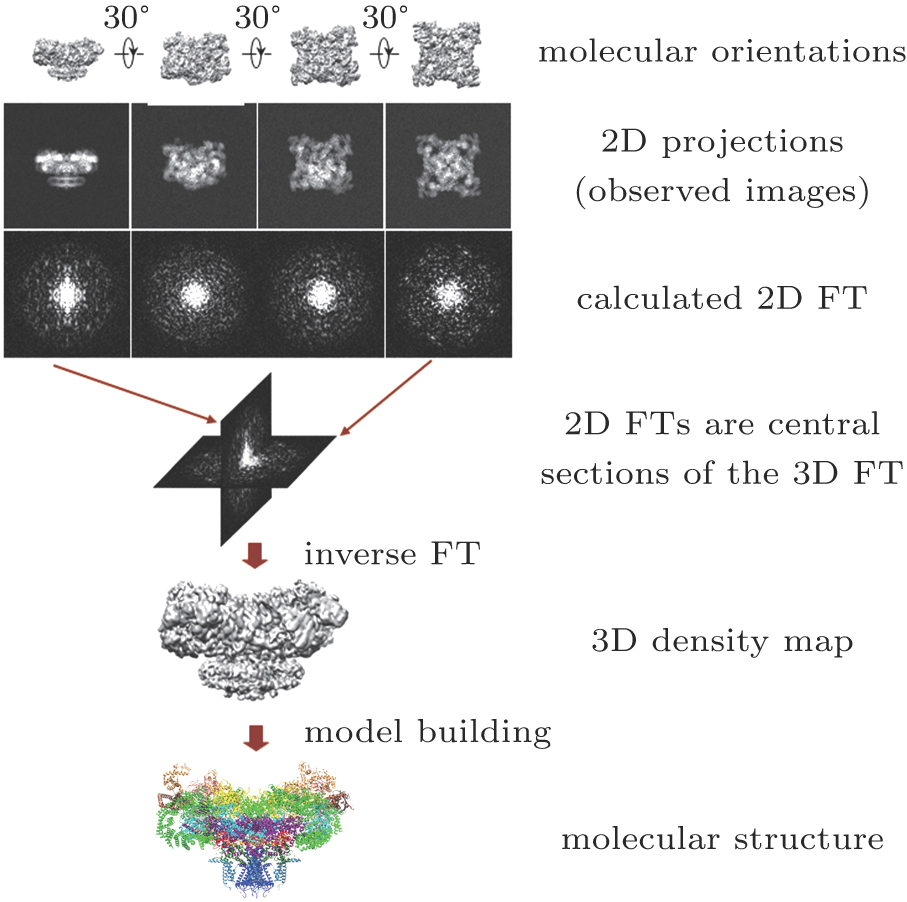 30° 30° 30°
molecular orientations
2D projections
(observed images)
calculated 2D FT
2D FTs are central
sections of the 3D FT
inverse FT
3D density map
model building
molecular structure